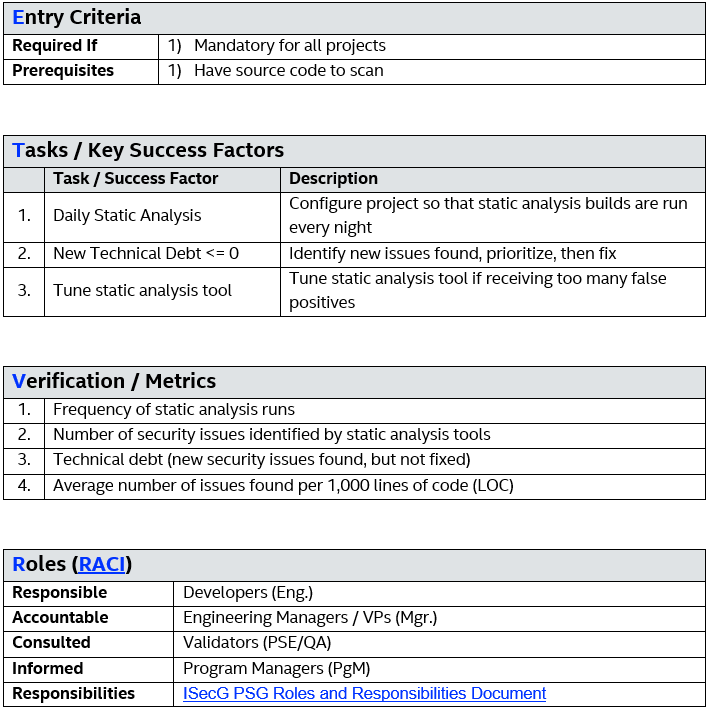 Entry Criteria
Required If 1) Mandatory for all projects
Prerequisites 1) Have source code to scan
Tasks / Key Success Factors
Task / Success Factor Description
1. Daily Static Analysis Configure project so that static analysis builds are run
every night
2. New Technical Debt <= 0 Identify new issues found, prioritize, then fix
3. Tune static analysis tool Tune static analysis tool if receiving too many false
positives
Verification / Metrics
1. Frequency of static analysis runs
2. Number of security issues identified by static analysis tools
3. Technical debt (new security issues found, but not fixed)
4. Average number of issues found per 1,000 lines of code (LOC)
Roles (RACI)
Responsible Developers (Eng.)
Accountable Engineering Managers / VPs (Mgr.)
Consulted Validators (PSE/QA)
Informed Program Managers (PgM)
Responsibilities ISecG PSG Roles and Responsibilities Document